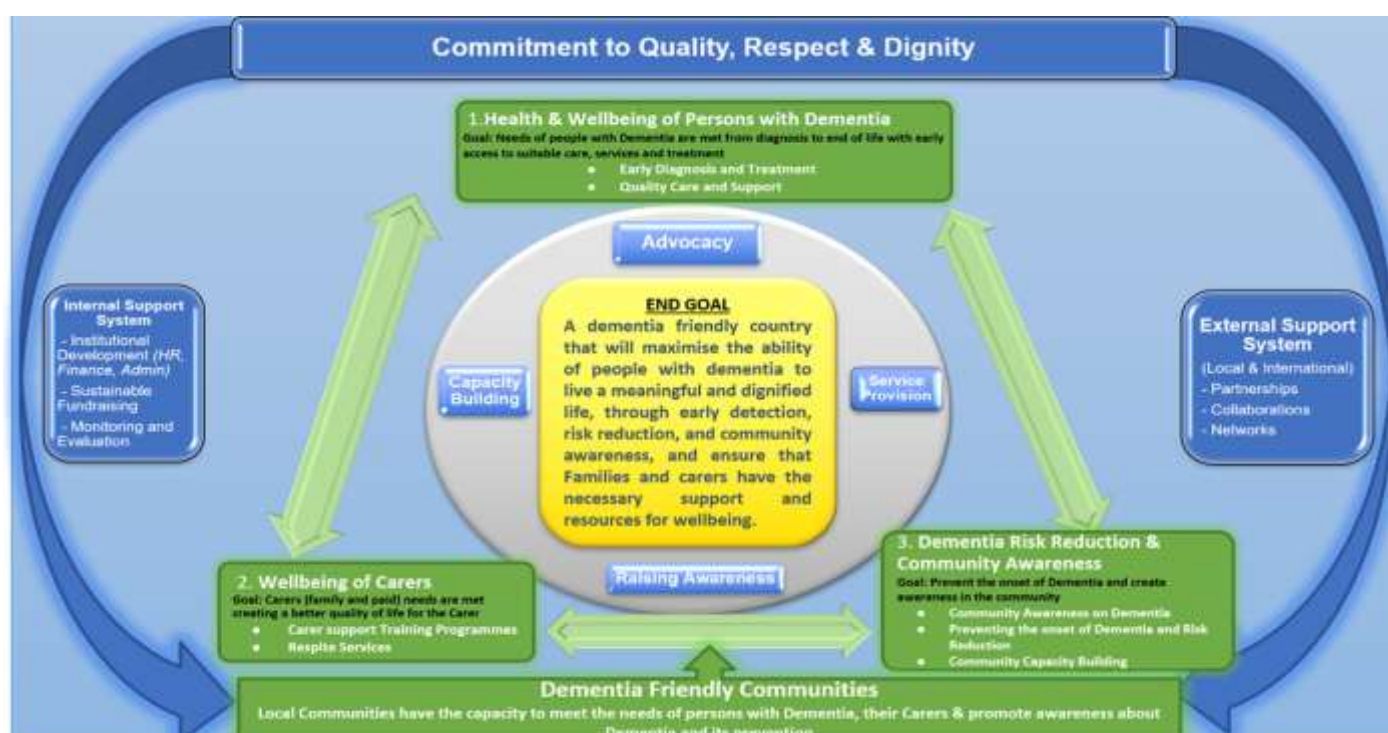 Commitment to Quality, Respect & Dignity
1.Health & Wellbeing of Persons with Dementia
Goal: Needs of people with Dementia are met from diagnosis to end of life with early
access to suitable care, services and treatment
● Early Diagnosis and Treatment
● Quality Care and Support
Advocacy
Internal Support
System
- Institutional
Development (HR,
Finance, Admin)
- Sustainable
Fundraising
- Monitoring and
Evaluation
Capacity
Building
END GOAL
A dementia friendly country
that will maximise the ability
of people with dementia to
live a meaningful and dignified
life, through early detection,
risk reduction, and community
awareness, and ensure that
Families and carers have the
necessary support and
resources for wellbeing.
Service
Provision
External Support
System
(Local & International)
- Partnerships
- Collaborations
- Networks
Raising Awareness
2. Wellbeing of Carers
Goal: Carers (family and paid) needs are met
creating a better quality of life for the Carer
● Carer support Training Programmes
● Respite Services
3. Dementia Risk Reduction &
Community Awareness
Goal: Prevent the onset of Dementia and create
awareness in the community
● Community Awareness on Dementia
● Preventing the onset of Dementia and Risk
Reduction
● Community Capacity Building
Dementia Friendly Communities
Local Communities have the capacity to meet the needs of persons with Dementia, their Carers & promote awareness about
Dementia and its prevention